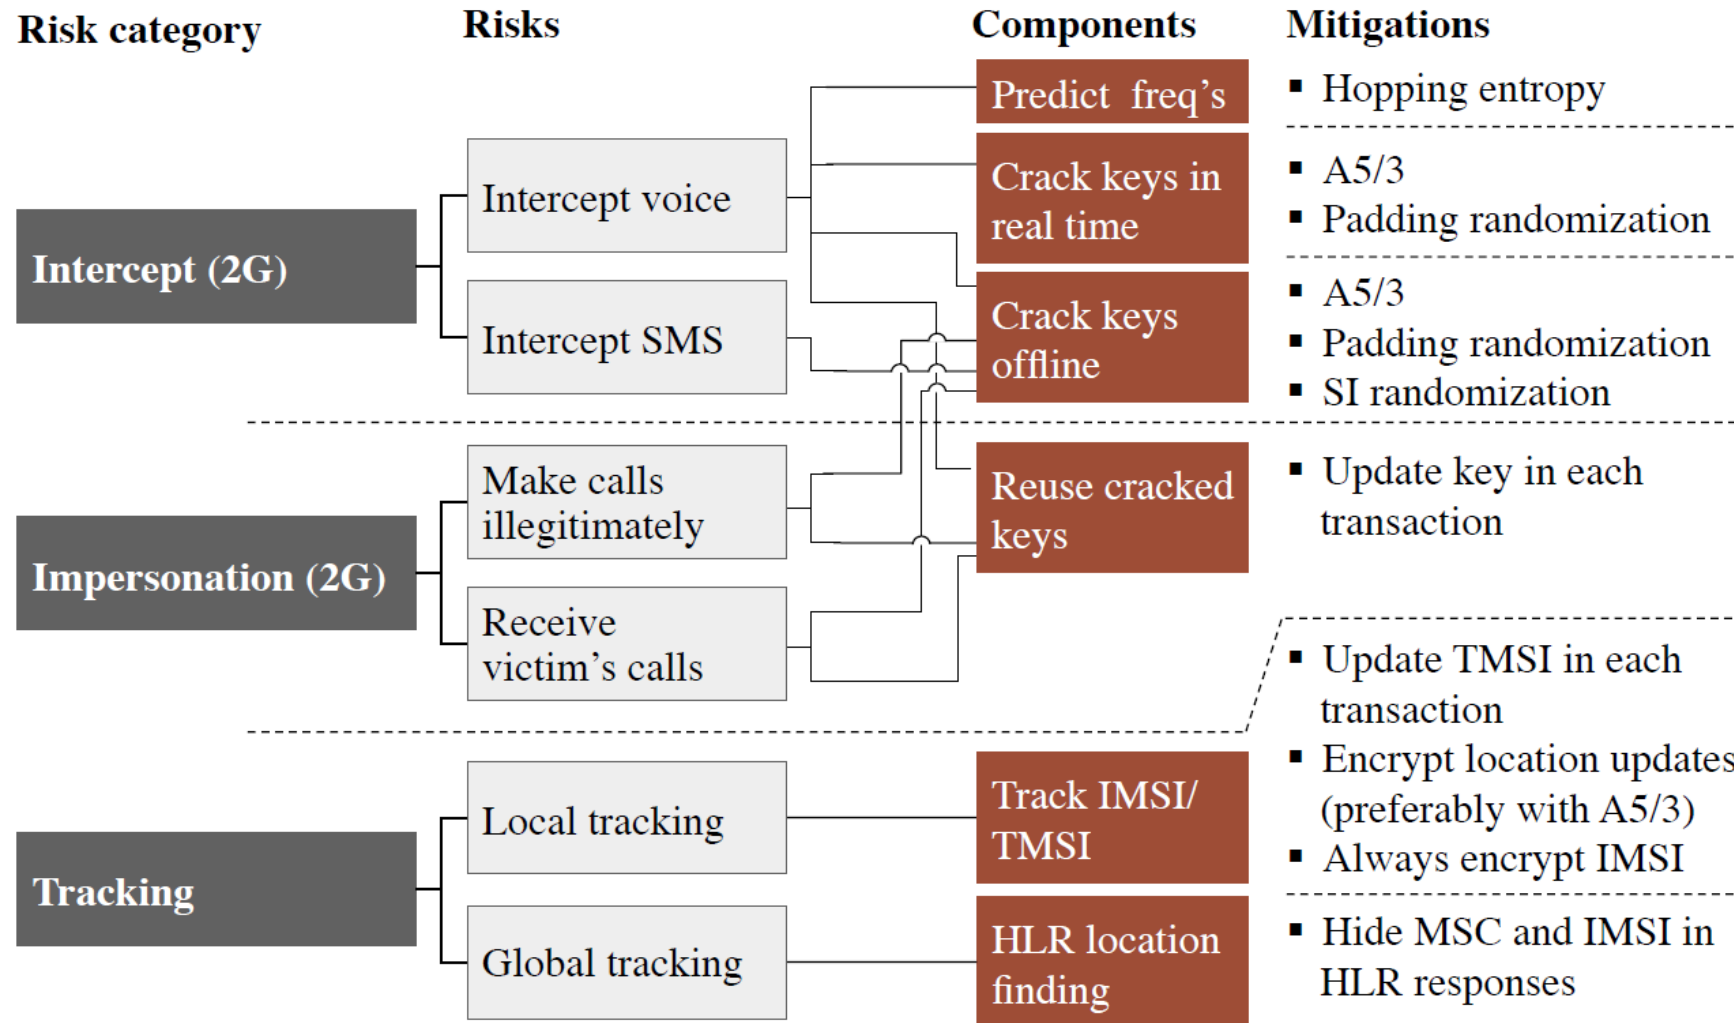 Risk category
Risks
Components
Mitigations
Intercept (2G)
Intercept voice
Intercept SMS
Predict freq's
Crack keys in
real time
Crack keys
offline
▪ Hopping entropy
▪ A5/3
▪ Padding randomization
▪ A5/3
▪ Padding randomization
▪ SI randomization
Impersonation (2G)
Make calls
illegitimately
Receive
victim's calls
Reuse cracked
keys
▪ Update key in each
transaction
Tracking
Local tracking
Global tracking
Track IMSI/
TMSI
HLR location
finding
▪ Update TMSI in each
transaction
▪ Encrypt location updates
(preferably with A5/3)
▪ Always encrypt IMSI
▪ Hide MSC and IMSI in
HLR responses